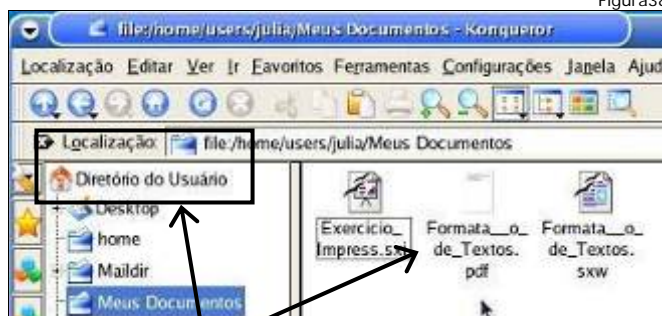 Figura38
file:/home/users/julia/Meus Documentos - Konqueror
Localização Editar Ver Ir Favoritos Ferramentas Configurações Janela Ajud
Localização: file:/home/users/julia/Meus Documentos
Diretório do Usuário
Desktop
home
Maildir
Meus Documentos
Exercicio_
Impress.sxi
Formata__o_
de_Textos.
pdf
Formata__o_
de_Textos.
sxw